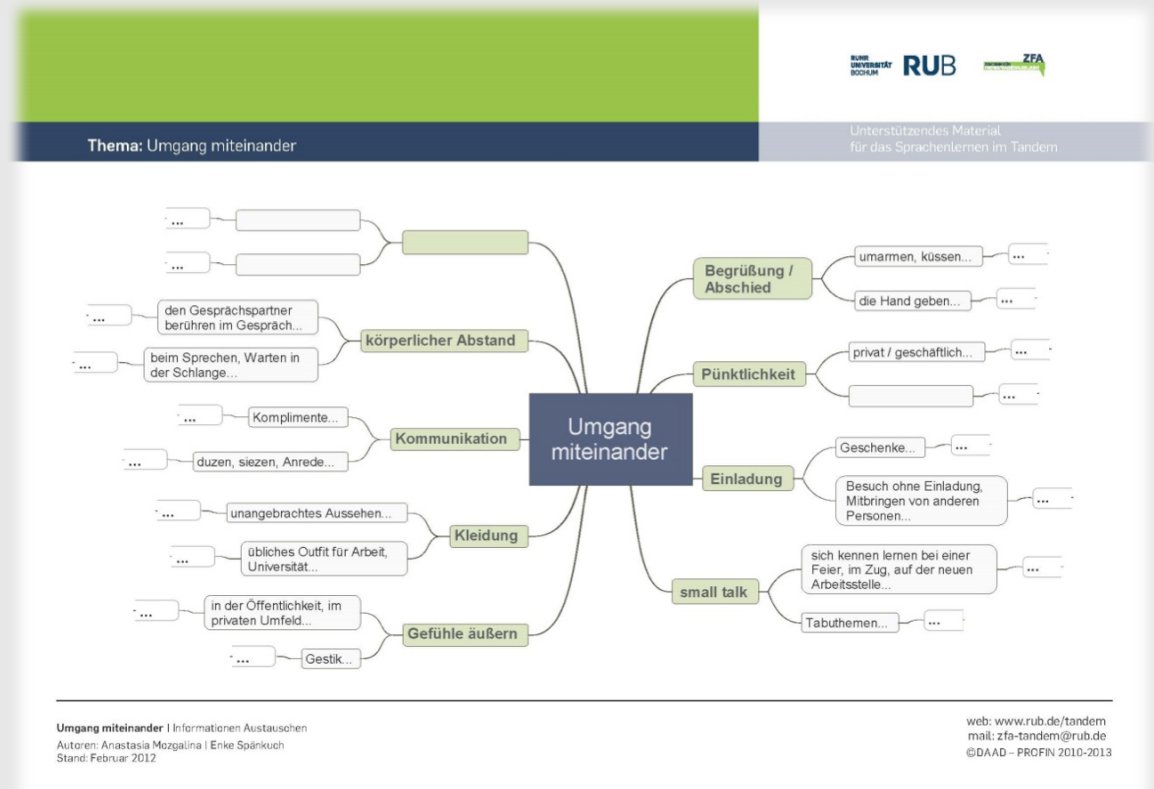 RUHR
UNIVERSITÄT
BOCHUM
RUB
ZFA
Thema: Umgang miteinander
Unterstützendes Material
für das Sprachenlernen im Tandem
...
...
körperlicher Abstand
den Gesprächspartner
berühren im Gespräch...
...
beim Sprechen, Warten in
der Schlange...
...
Kommunikation
Komplimente...
...
duzen, siezen, Anrede...
...
Kleidung
unangebrachtes Aussehen...
...
übliches Outfit für Arbeit,
Universität...
...
Gefühle äußern
in der Öffentlichkeit, im
privaten Umfeld...
...
Gestik...
...
Umgang
miteinander
Begrüßung /
Abschied
umarmen, küssen...
...
die Hand geben...
...
Pünktlichkeit
privat / geschäftlich...
...
...
Einladung
Geschenke...
...
Besuch ohne Einladung,
Mitbringen von anderen
Personen...
...
small talk
sich kennen lernen bei einer
Feier, im Zug, auf der neuen
Arbeitsstelle...
...
Tabuthemen...
...
Umgang miteinander | Informationen Austauschen
Autoren: Anastasia Mozgalina | Enke Spänkuch
Stand: Februar 2012
web: www.rub.de/tandem
mail: zfa-tandem@rub.de
©DAAD – PROFIN 2010-2013